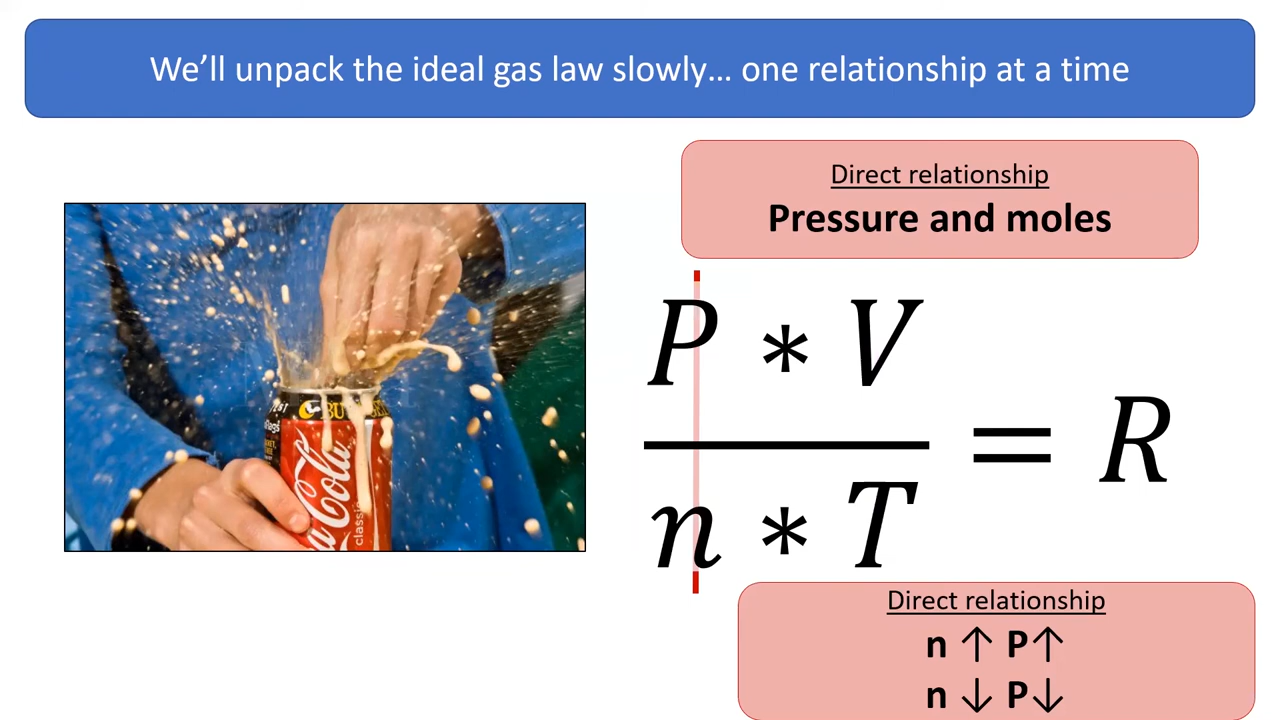 We’ll unpack the ideal gas law slowly… one relationship at a time
Direct relationship
Pressure and moles
P * V
n * T
= R
Coca-Cola
classic
Direct relationship
n ↑ P↑
n ↓ P↓